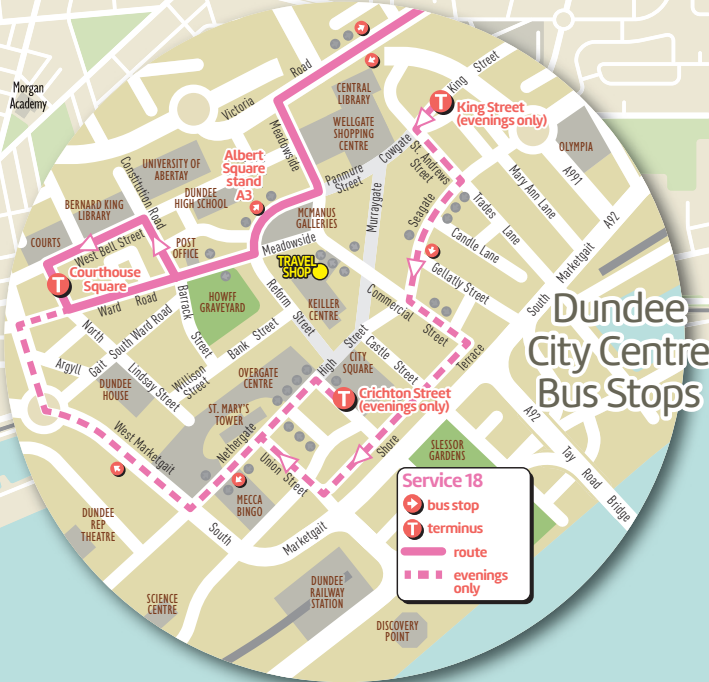 Morgan
Academy
Victoria Road
Meadowside
CENTRAL
LIBRARY
WELLGATE
SHOPPING
CENTRE
King Street
King Street
(evenings only)
OLYMPIA
A991
A92
Albert
Square
stand
A3
UNIVERSITY OF
ABERTAY
Constitution Road
DUNDEE
HIGH SCHOOL
BERNARD KING
LIBRARY
Panmure
Street
Cowgate
St. Andrews
Street
Murraygate
Seagate
Mary Ann Lane
Trades Lane
Candle Lane
Gellatly Street
South Marketgait
COURTS
West Bell Street
POST
OFFICE
MCMANUS
GALLERIES
Meadowside
TRAVEL
SHOP
Courthouse
Square
Ward Road
Barrack
Street
HOWFF
GRAVEYARD
Reform Street
KEILLER
CENTRE
Commercial Street
Dundee
City Centre
Bus Stops
North
South Ward Road
Argyll
Gait
Lindsay Street
Willison
Street
Bank Street
DUNDEE
HOUSE
OVERGATE
CENTRE
High Street
CITY
SQUARE
Castle Street
Terrace
Crichton Street
(evenings only)
ST. MARY'S
TOWER
Nethergate
West Marketgait
Union Street
Shore
SLESSOR
GARDENS
A92
Tay Road
Bridge
DUNDEE
REP
THEATRE
MECCA
BINGO
South
Marketgait
SCIENCE
CENTRE
DUNDEE
RAILWAY
STATION
DISCOVERY
POINT
Service 18
bus stop
T terminus
route
evenings
only
T
T
T